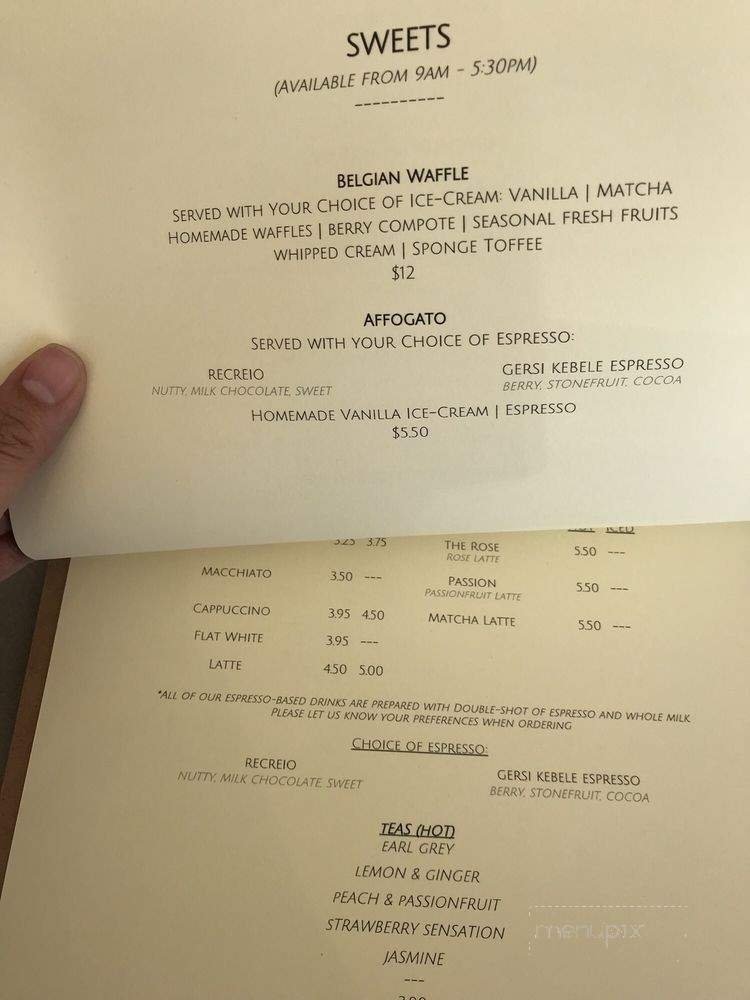 SWEETS
(AVAILABLE FROM 9AM - 5:30PM)
----------
BELGIAN WAFFLE
SERVED WITH YOUR CHOICE OF ICE-CREAM: VANILLA | MATCHA
HOMEMADE WAFFLES | BERRY COMPOTE | SEASONAL FRESH FRUITS
WHIPPED CREAM | SPONGE TOFFEE
$12
AFFOGATO
SERVED WITH YOUR CHOICE OF ESPRESSO:
RECREIO GERSI KEBELE ESPRESSO
NUTTY, MILK CHOCOLATE, SWEET BERRY, STONEFRUIT, COCOA
HOMEMADE VANILLA ICE-CREAM | ESPRESSO
$5.50
ICED
3.25 3.75 THE ROSE 5.50 ---
ROSE LATTE
MACCHIATO 3.50 --- PASSION 5.50 ---
PASSIONFRUIT LATTE
CAPPUCCINO 3.95 4.50 MATCHA LATTE 5.50 ---
FLAT WHITE 3.95 ---
LATTE 4.50 5.00
*ALL OF OUR ESPRESSO-BASED DRINKS ARE PREPARED WITH DOUBLE-SHOT OF ESPRESSO AND WHOLE MILK
PLEASE LET US KNOW YOUR PREFERENCES WHEN ORDERING
CHOICE OF ESPRESSO:
RECREIO GERSI KEBELE ESPRESSO
NUTTY, MILK CHOCOLATE, SWEET BERRY, STONEFRUIT, COCOA
TEAS (HOT)
EARL GREY
LEMON & GINGER
PEACH & PASSIONFRUIT
STRAWBERRY SENSATION
JASMINE
---
menupix